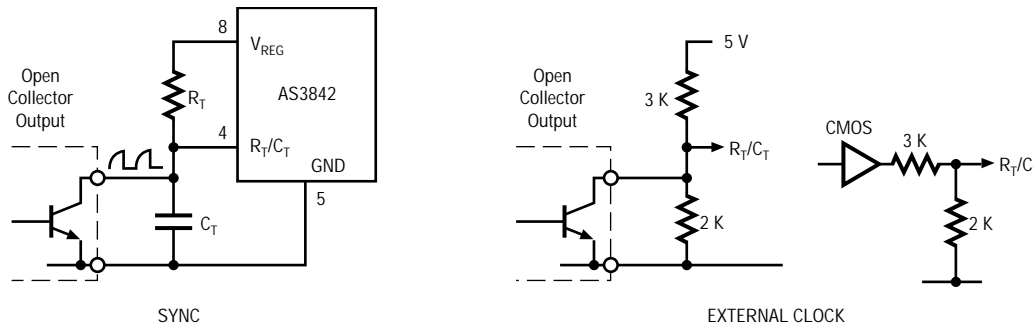 8
V_REG
5 V
Open
Collector
Output
R_T
AS3842
Open
Collector
Output
3 K
4
R_T/C_T
R_T/C_T
CMOS
3 K
R_T/C
GND
5
C_T
2 K
2 K
SYNC
EXTERNAL CLOCK